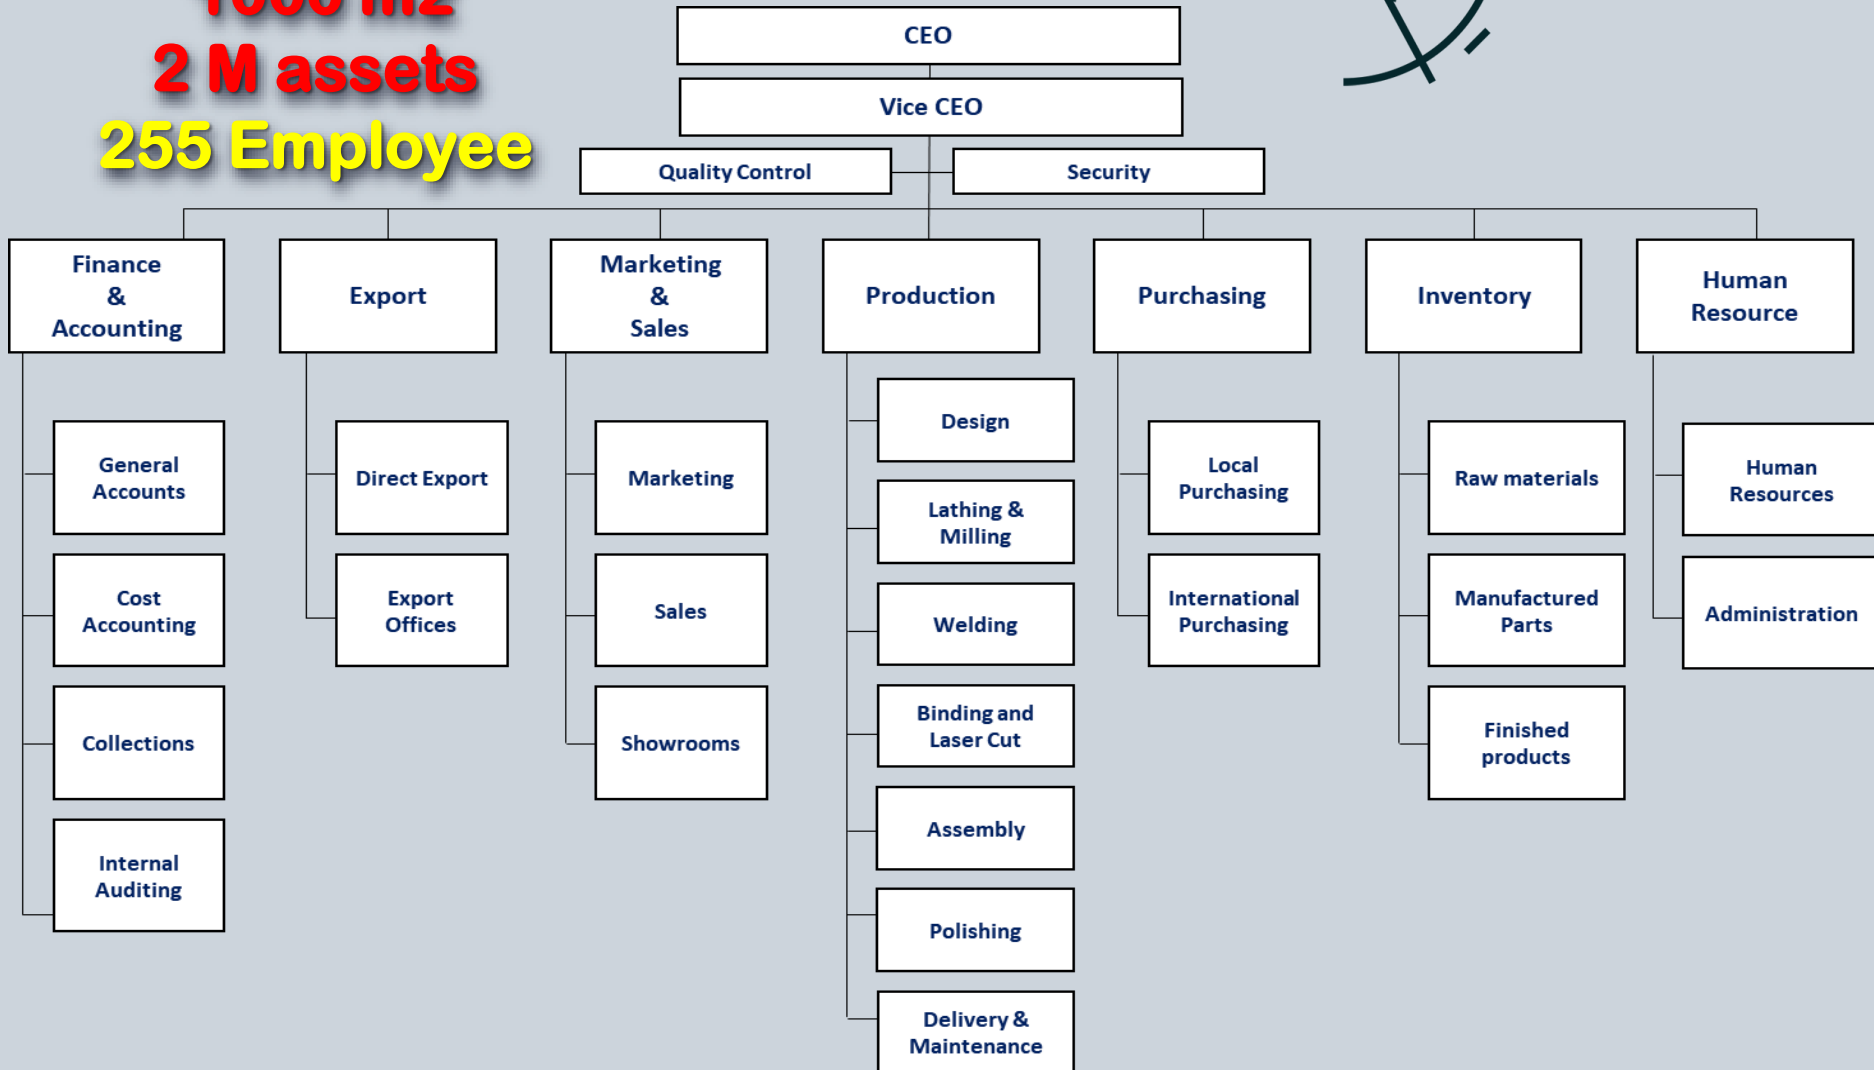 1000 m2
2 M assets
255 Employee
CEO
Vice CEO
Quality Control
Security
Finance
&
Accounting
Export
Marketing
&
Sales
Production
Purchasing
Inventory
Human
Resource
General
Accounts
Cost
Accounting
Collections
Internal
Auditing
Direct Export
Export
Offices
Marketing
Sales
Showrooms
Design
Lathing &
Milling
Welding
Binding and
Laser Cut
Assembly
Polishing
Delivery &
Maintenance
Local
Purchasing
International
Purchasing
Raw materials
Manufactured
Parts
Finished
products
Human
Resources
Administration